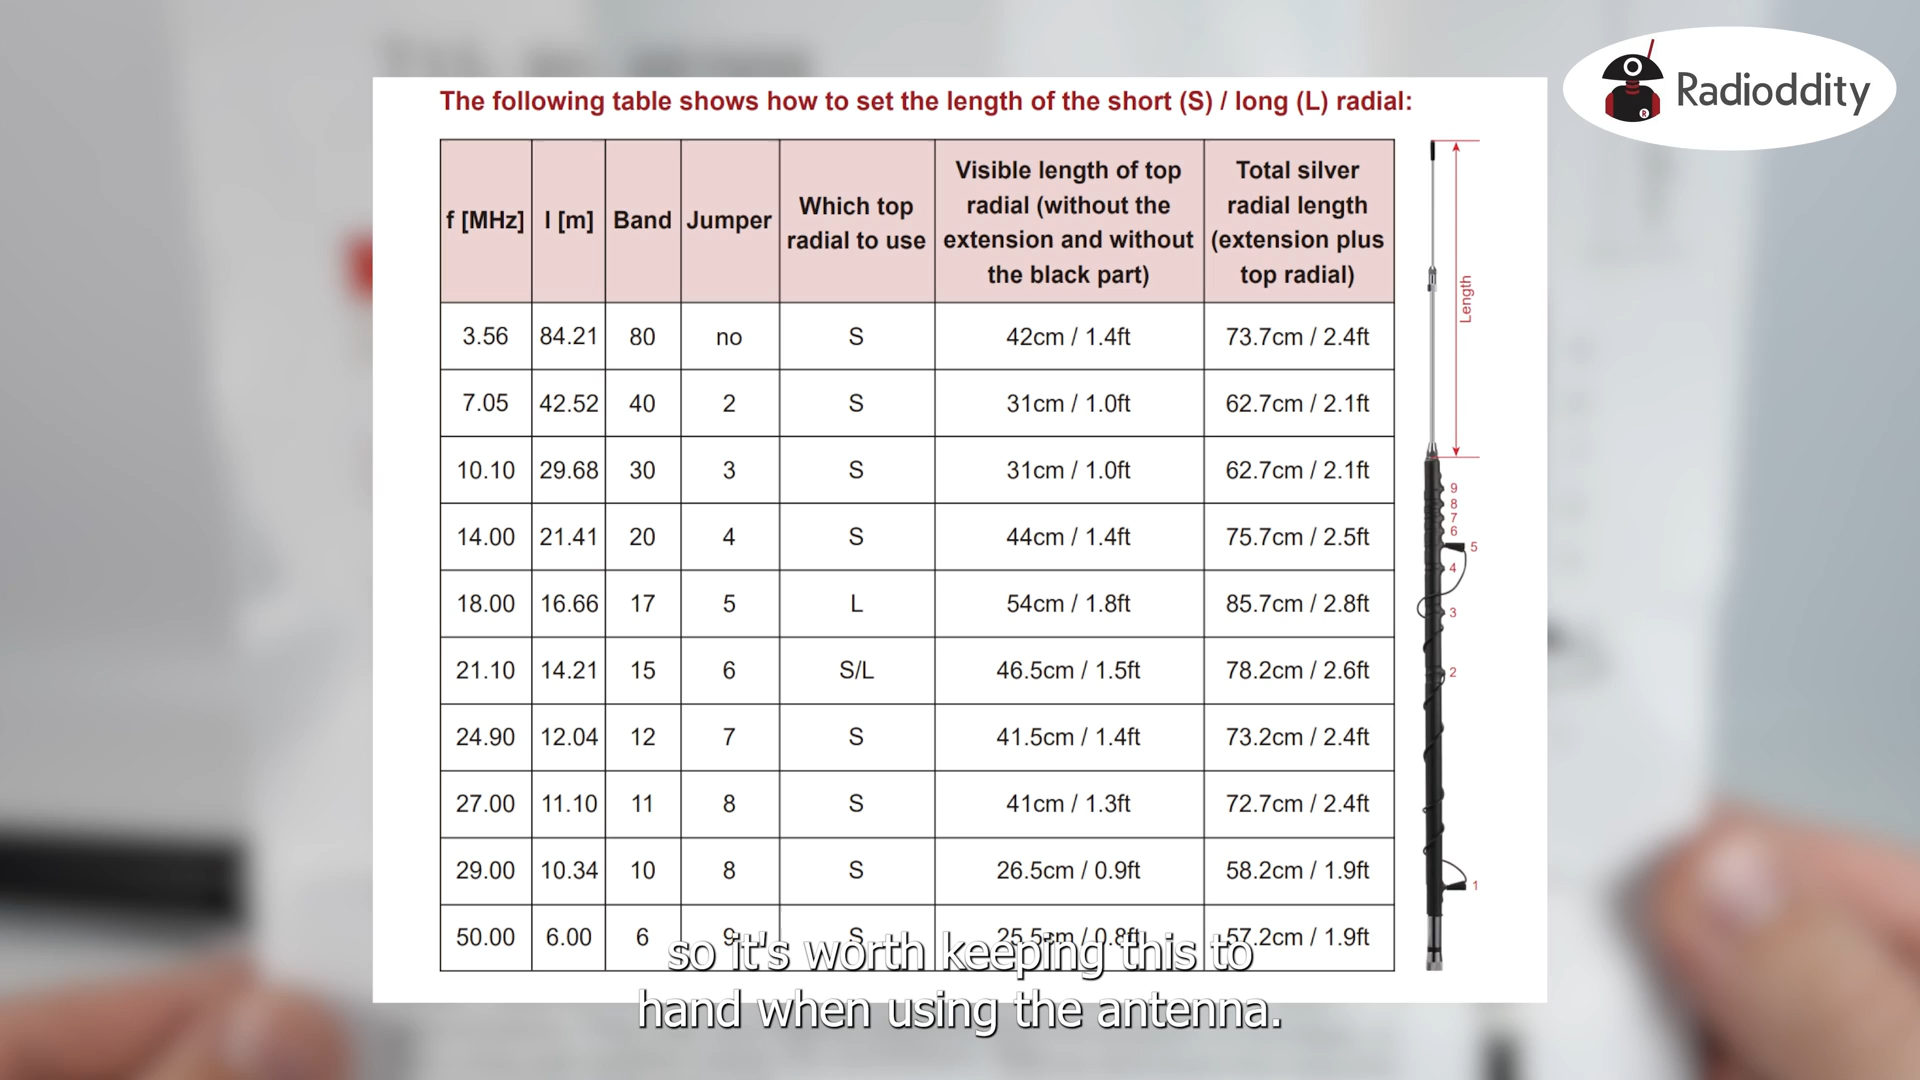 Radioddity
R
The following table shows how to set the length of the short (S) / long (L) radial:
f [MHz] l [m] Band Jumper Which top radial to use Visible length of top radial (without the extension and without the black part) Total silver radial length (extension plus top radial)
3.56 84.21 80 no S 42cm / 1.4ft 73.7cm / 2.4ft
7.05 42.52 40 2 S 31cm / 1.0ft 62.7cm / 2.1ft
10.10 29.68 30 3 S 31cm / 1.0ft 62.7cm / 2.1ft
14.00 21.41 20 4 S 44cm / 1.4ft 75.7cm / 2.5ft
18.00 16.66 17 5 L 54cm / 1.8ft 85.7cm / 2.8ft
21.10 14.21 15 6 S/L 46.5cm / 1.5ft 78.2cm / 2.6ft
24.90 12.04 12 7 S 41.5cm / 1.4ft 73.2cm / 2.4ft
27.00 11.10 11 8 S 41cm / 1.3ft 72.7cm / 2.4ft
29.00 10.34 10 8 S 26.5cm / 0.9ft 58.2cm / 1.9ft
50.00 6.00 6 9 S 25.5cm / 0.8ft 57.2cm / 1.9ft
Length
9
8
7
6
5
4
3
2
1
so it's worth keeping this to
hand when using the antenna.